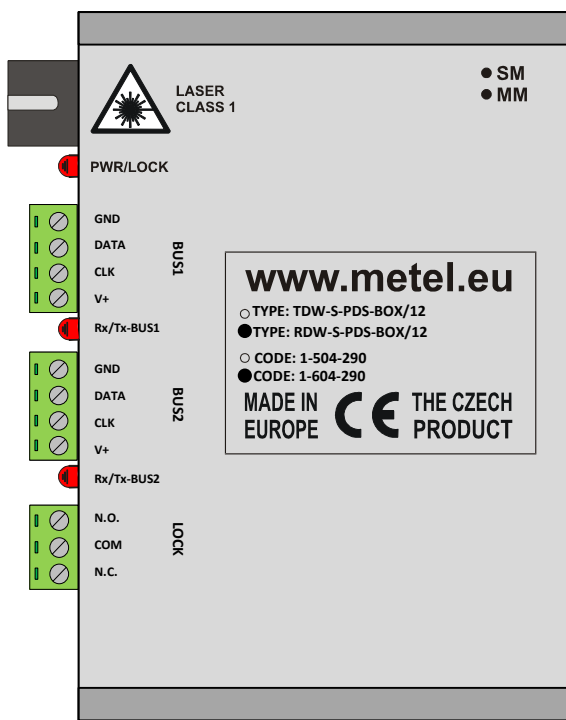 LASER
CLASS 1
SM
MM
PWR/LOCK
GND
DATA
CLK
V+
BUS1
Rx/Tx-BUS1
GND
DATA
CLK
V+
BUS2
Rx/Tx-BUS2
N.O.
COM
N.C.
LOCK
www.metel.eu
TYPE: TDW-S-PDS-BOX/12
TYPE: RDW-S-PDS-BOX/12
CODE: 1-504-290
CODE: 1-604-290
MADE IN
EUROPE
CE
THE CZECH
PRODUCT